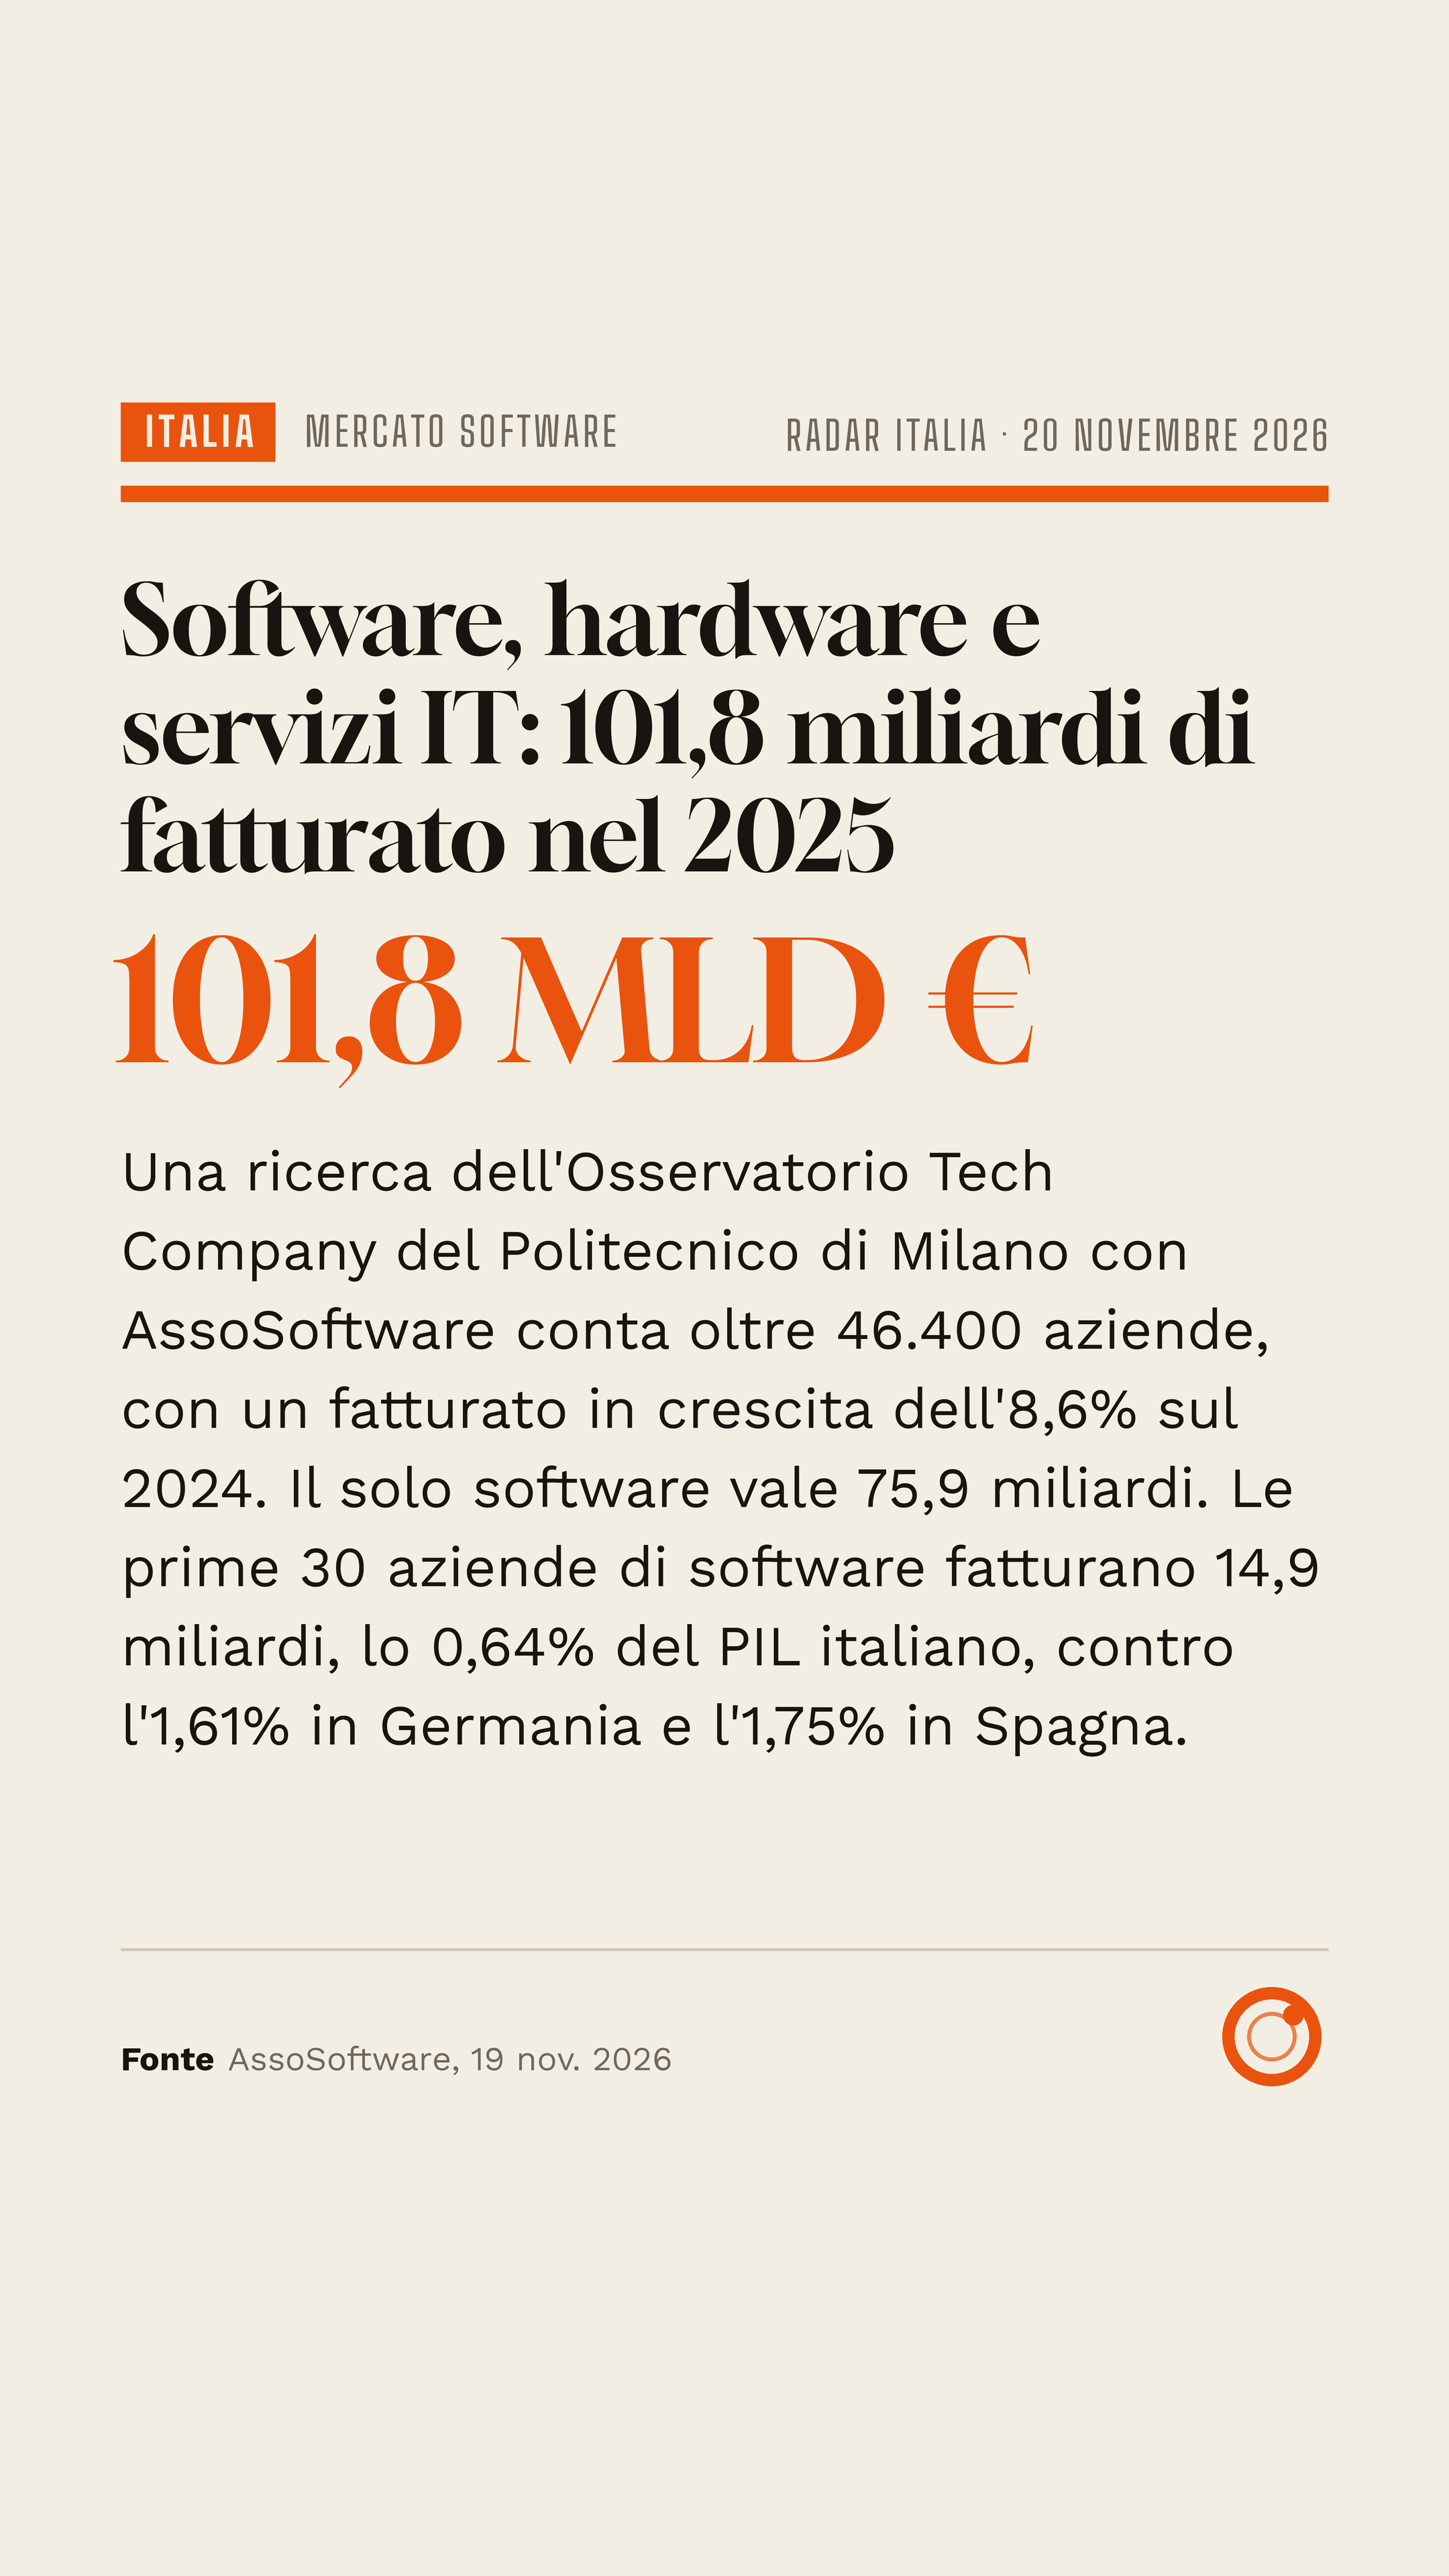 ITALIA MERCATO SOFTWARE RADAR ITALIA · 20 NOVEMBRE 2026
Software, hardware e
servizi IT: 101,8 miliardi di
fatturato nel 2025
101,8 MLD €
Una ricerca dell'Osservatorio Tech
Company del Politecnico di Milano con
AssoSoftware conta oltre 46.400 aziende,
con un fatturato in crescita dell'8,6% sul
2024. Il solo software vale 75,9 miliardi. Le
prime 30 aziende di software fatturano 14,9
miliardi, lo 0,64% del PIL italiano, contro
l'1,61% in Germania e l'1,75% in Spagna.
Fonte AssoSoftware, 19 nov. 2026